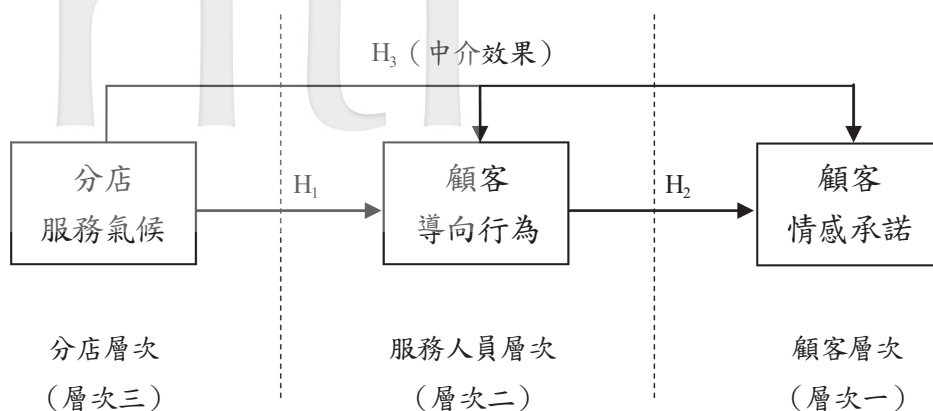 H₃（中介效果）
分店
服務氣候
H₁
顧客
導向行為
H₂
顧客
情感承諾
分店層次
（層次三）
服務人員層次
（層次二）
顧客層次
（層次一）